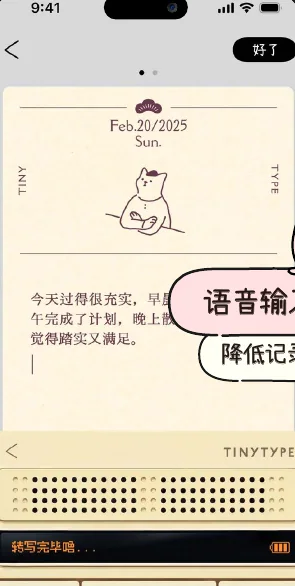 9:41
好了
Feb.20/2025
Sun.
TINY
TYPE
今天过得很充实，早
午完成了计划，晚上散
觉得踏实又满足。
语音输入
降低记录
TINYTYPE
转写完毕噜...